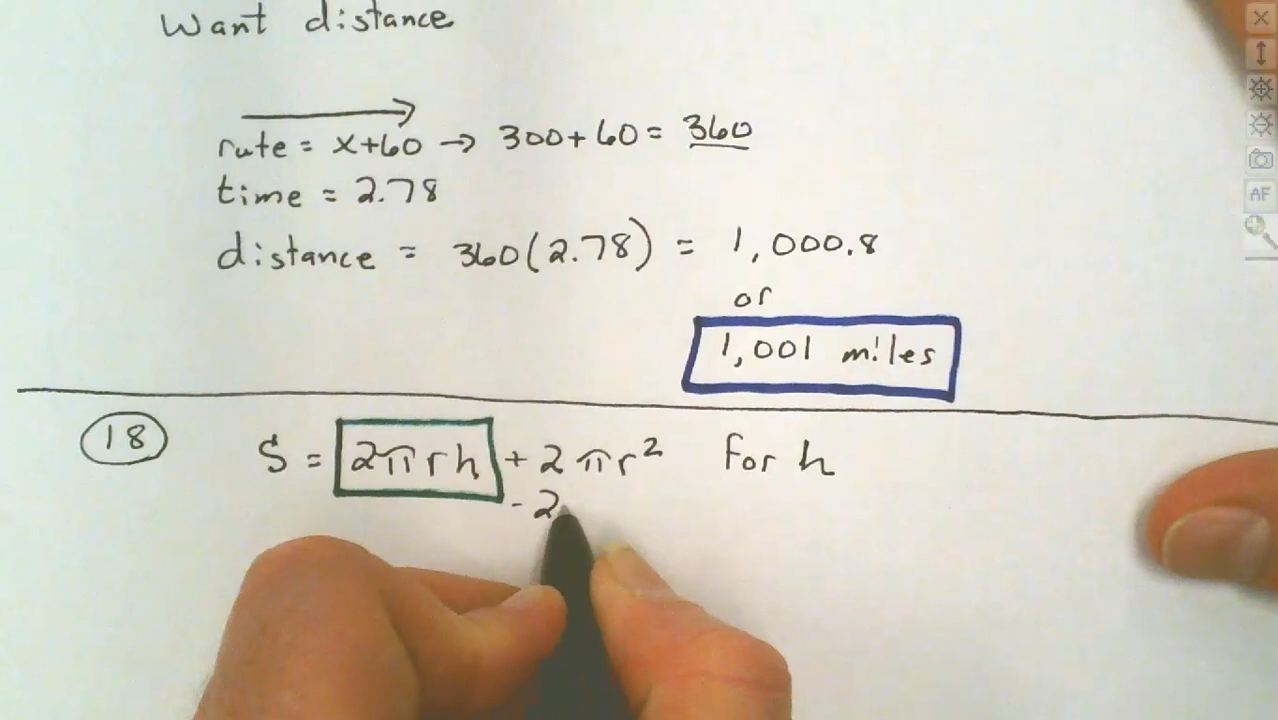 Want distance
rate = x+60 → 300+60 = 360
time = 2.78
distance = 360(2.78) = 1,000.8
or
1,001 miles
18 S = 2πrh + 2πr² for h
- 2
AF